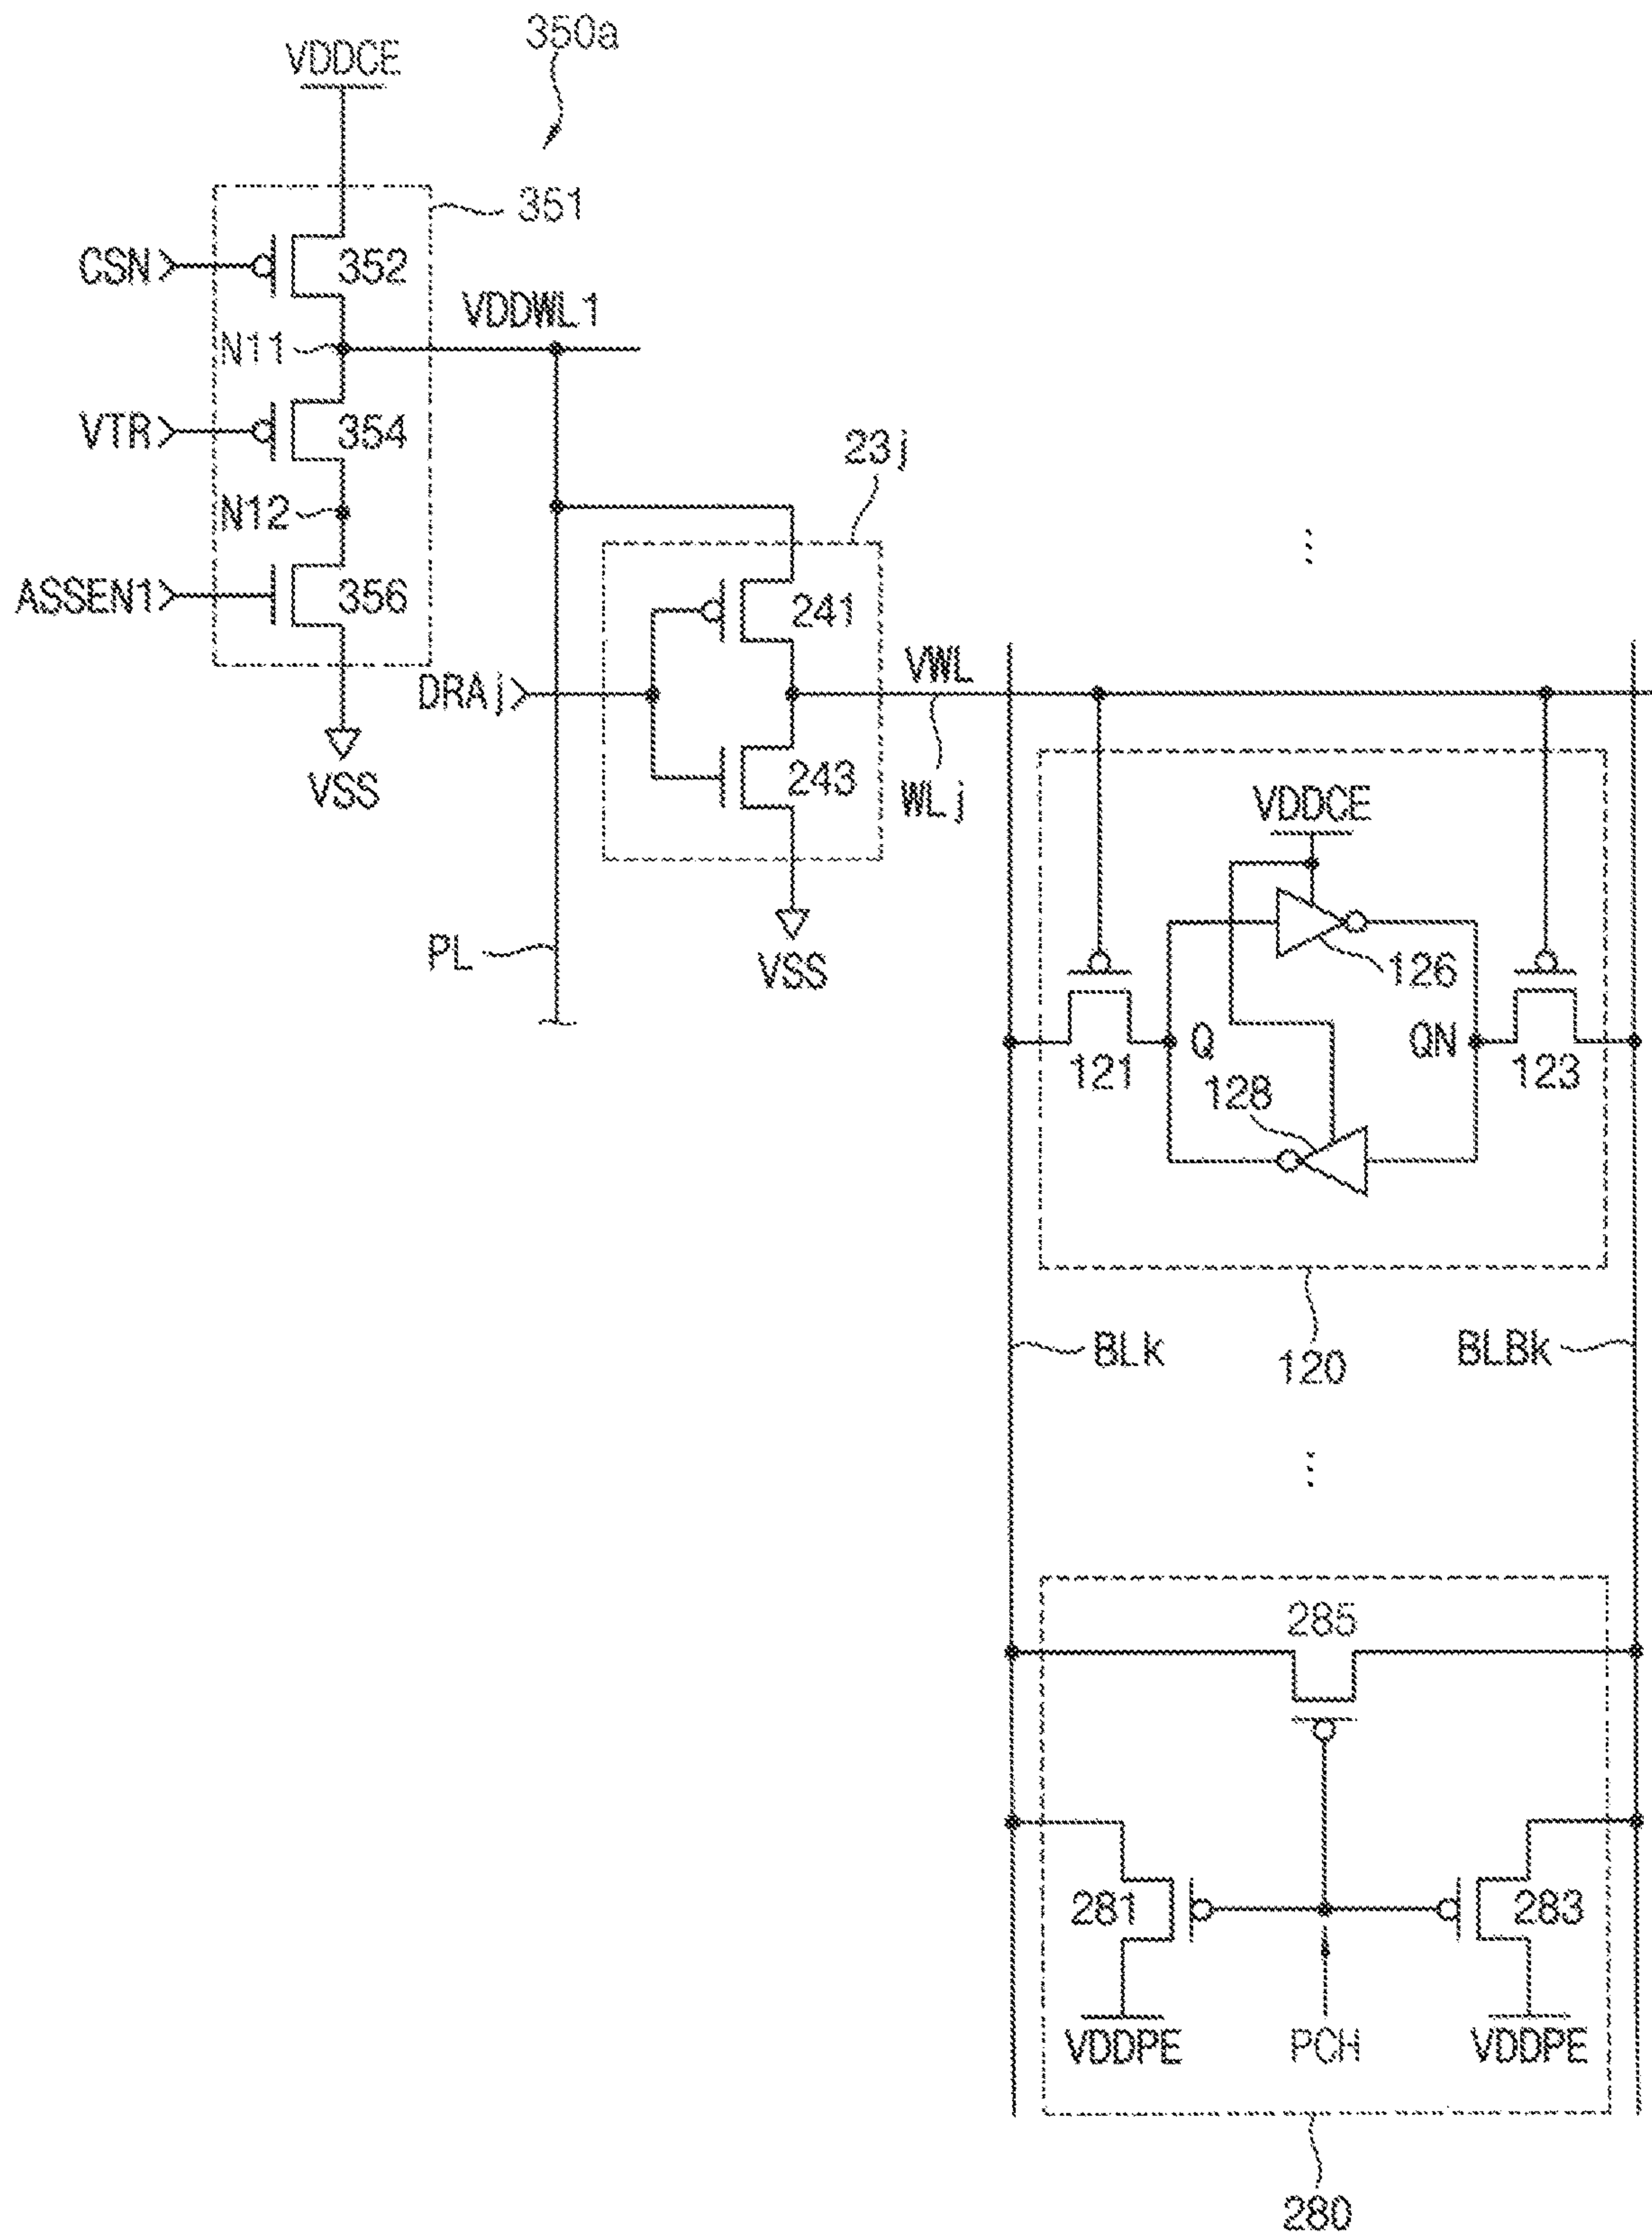 350a
VDDCE
351
CSN
352
VDDWL1
N11
VTR
354
23j
N12
ASSEN1
356
241
VWL
DRAj
243
WLj
VSS
VDDCE
PL
VSS
126
Q
QN
121
123
128
BLk
120
BLBk
285
281
283
VDDPE
PCH
VDDPE
280